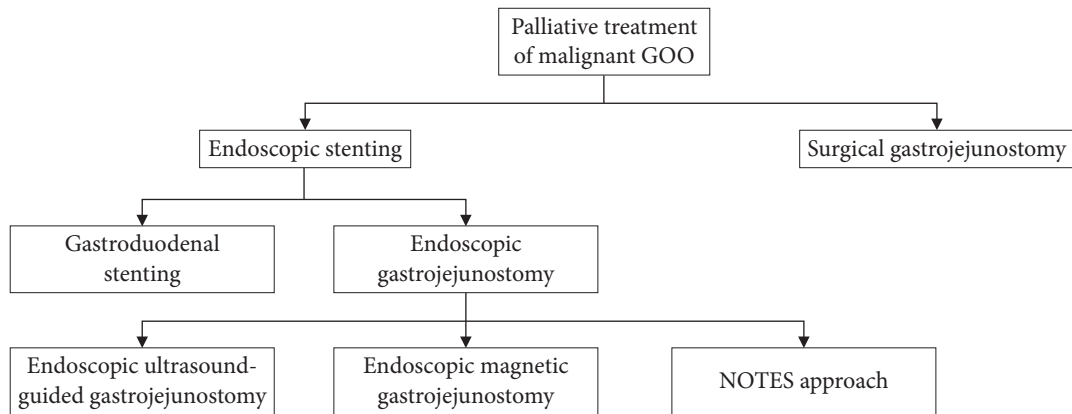 Palliative treatment
of malignant GOO
Endoscopic stenting
Surgical gastrojejunostomy
Gastroduodenal
stenting
Endoscopic
gastrojejunostomy
Endoscopic ultrasound-
guided gastrojejunostomy
Endoscopic magnetic
gastrojejunostomy
NOTES approach